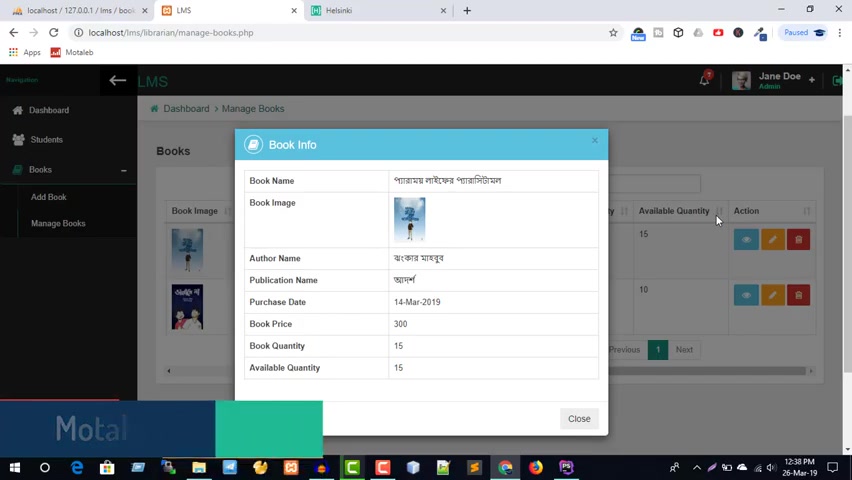 localhost / 127.0.0.1 / lms / book
LMS
Helsinki
localhost/lms/librarian/manage-books.php
New
Paused
Apps
Motaleb
Navigation
LMS
Jane Doe
Admin
Dashboard
Dashboard > Manage Books
Students
Books
Add Book
Manage Books
Books
Book Image
Available Quantity
Action
15
10
Previous
1
Next
Book Info
×
Book Name
প্যারাময় লাইফের প্যারাসিটামল
Book Image
Author Name
ঝংকার মাহবুব
Publication Name
আদর্শ
Purchase Date
14-Mar-2019
Book Price
300
Book Quantity
15
Available Quantity
15
Close
Motal
12:38 PM
26-Mar-19